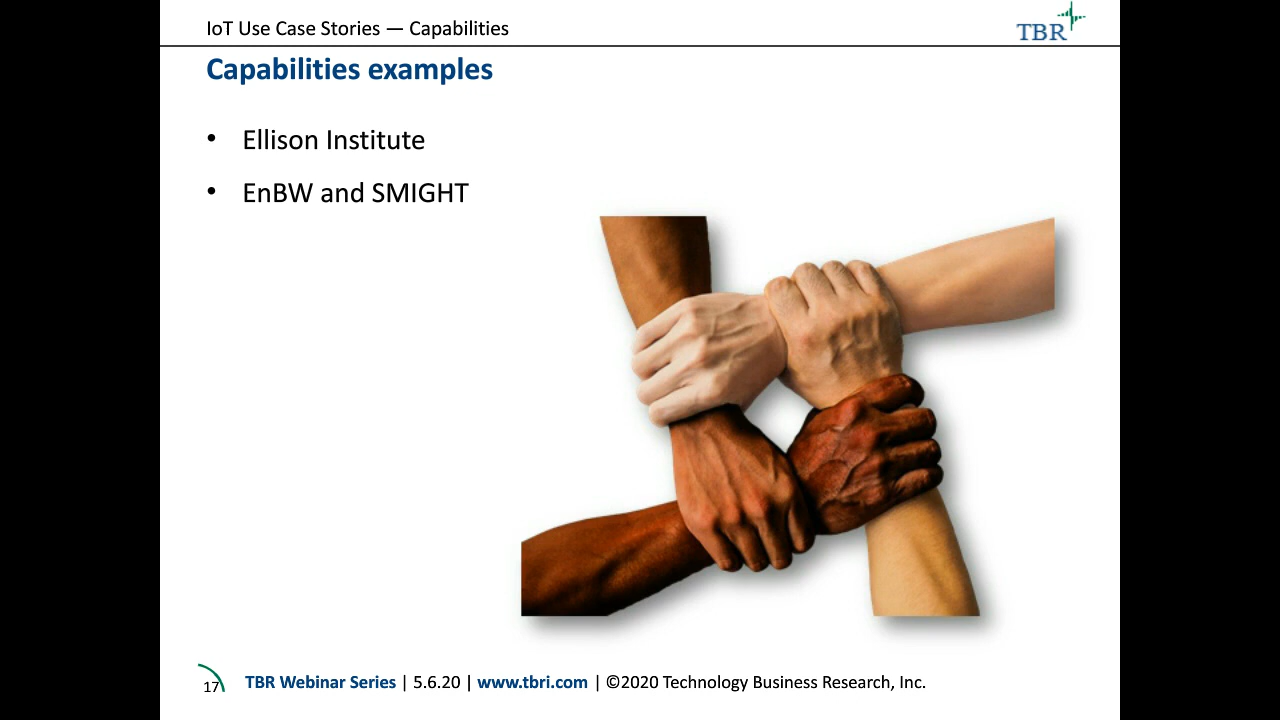 IoT Use Case Stories — Capabilities
TBR
Capabilities examples
• Ellison Institute
• EnBW and SMIGHT
17
TBR Webinar Series | 5.6.20 | www.tbri.com | ©2020 Technology Business Research, Inc.